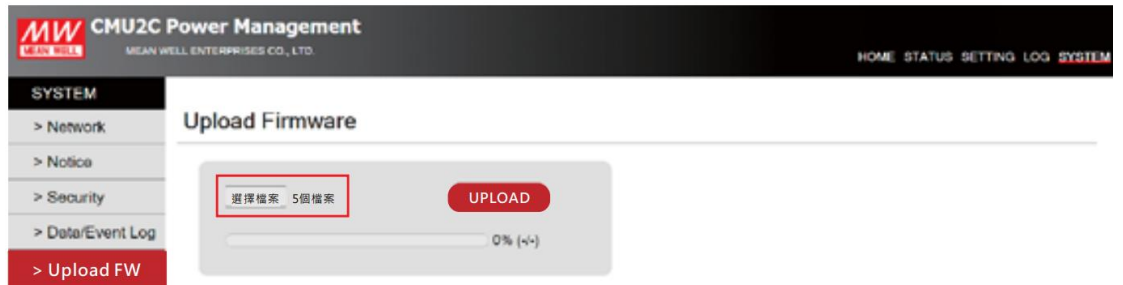 MW CMU2C Power Management
MEAN WELL MEAN WELL ENTERPRISES CO., LTD.
HOME STATUS SETTING LOG SYSTEM
SYSTEM
> Network
> Notice
> Security
> Data/Event Log
> Upload FW
Upload Firmware
選擇檔案 5個檔案 UPLOAD
0% (-/-)